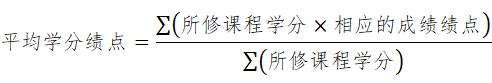 平均学分绩点 = ∑(所修课程学分 × 相应的成绩绩点) / ∑(所修课程学分)